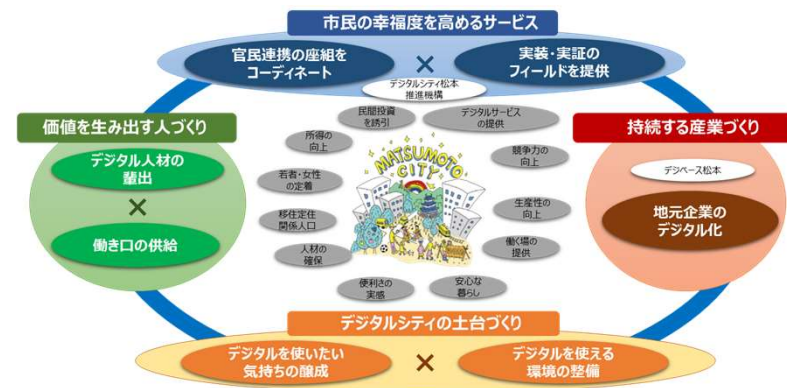 市民の幸福度を高めるサービス
官民連携の座組を
コーディネート
×
実装・実証の
フィールドを提供
デジタルシティ松本
推進機構
民間投資
を誘引
デジタルサービス
の提供
価値を生み出す人づくり
持続する産業づくり
所得の
向上
競争力の
向上
MATSUMOTO
CITY
デジタル人材の
輩出
×
働き口の供給
デジベース松本
地元企業の
デジタル化
若者・女性
の定着
生産性の
向上
移住定住
関係人口
働く場の
提供
人材の
確保
便利さの
実感
安心な
暮らし
デジタルシティの土台づくり
デジタルを使いたい
気持ちの醸成
×
デジタルを使える
環境の整備